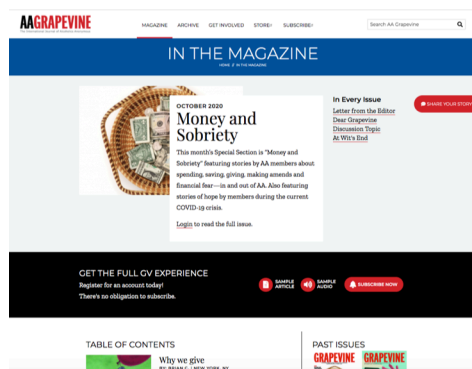 AAGRAPEVINE
The International Journal of Alcoholics Anonymous
MAGAZINE ARCHIVE GET INVOLVED STORE SUBSCRIBE
Search AA Grapevine
IN THE MAGAZINE
HOME // IN THE MAGAZINE
OCTOBER 2020
Money and
Sobriety
This month's Special Section is "Money and
Sobriety" featuring stories by AA members about
spending, saving, giving, making amends and
financial fear—in and out of AA. Also featuring
stories of hope by members during the current
COVID-19 crisis.
Login to read the full issue.
In Every Issue
Letter from the Editor
Dear Grapevine
Discussion Topic
At Wit's End
SHARE YOUR STORY
GET THE FULL GV EXPERIENCE
Register for an account today!
There's no obligation to subscribe.
SAMPLE
ARTICLE
SAMPLE
AUDIO
SUBSCRIBE NOW
TABLE OF CONTENTS
Why we give
BY: BRIAN C. | NEW YORK, NY
PAST ISSUES
GRAPEVINE
GRAPEVINE